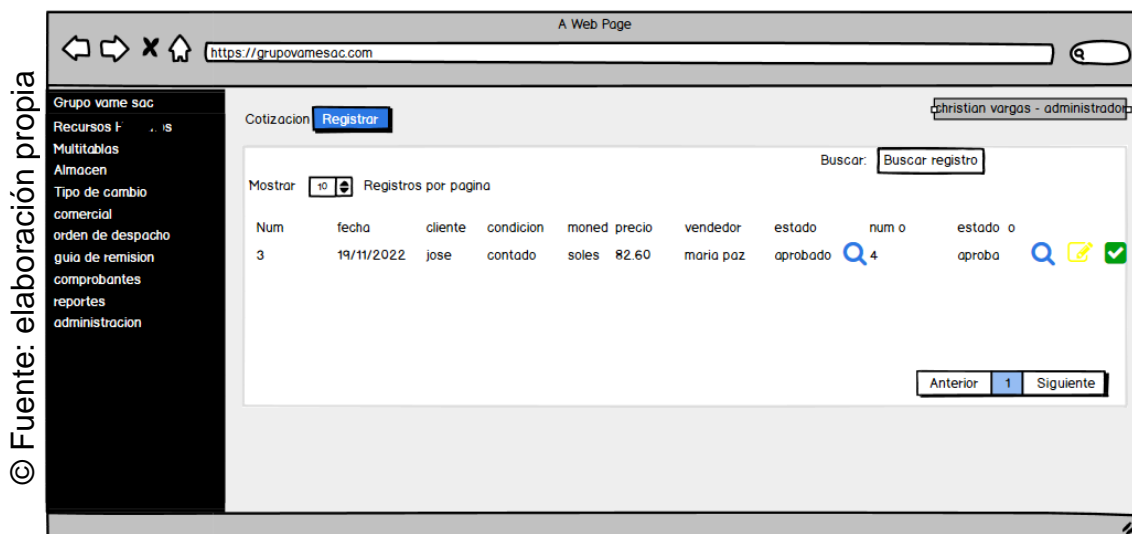 A Web Page
https://grupovamesac.com
© Fuente: elaboración propia
Grupo vame sac
Recursos
Multitablas
Almacen
Tipo de cambio
comercial
orden de despacho
guia de remision
comprobantes
reportes
administracion
christian vargas - administrador
Cotizacion Registrar
Buscar: Buscar registro
Mostrar 10 Registros por pagina
Num fecha cliente condicion moned precio vendedor estado num o estado o
3 19/11/2022 jose contado soles 82.60 maria paz aprobado 4 aproba
Anterior 1 Siguiente